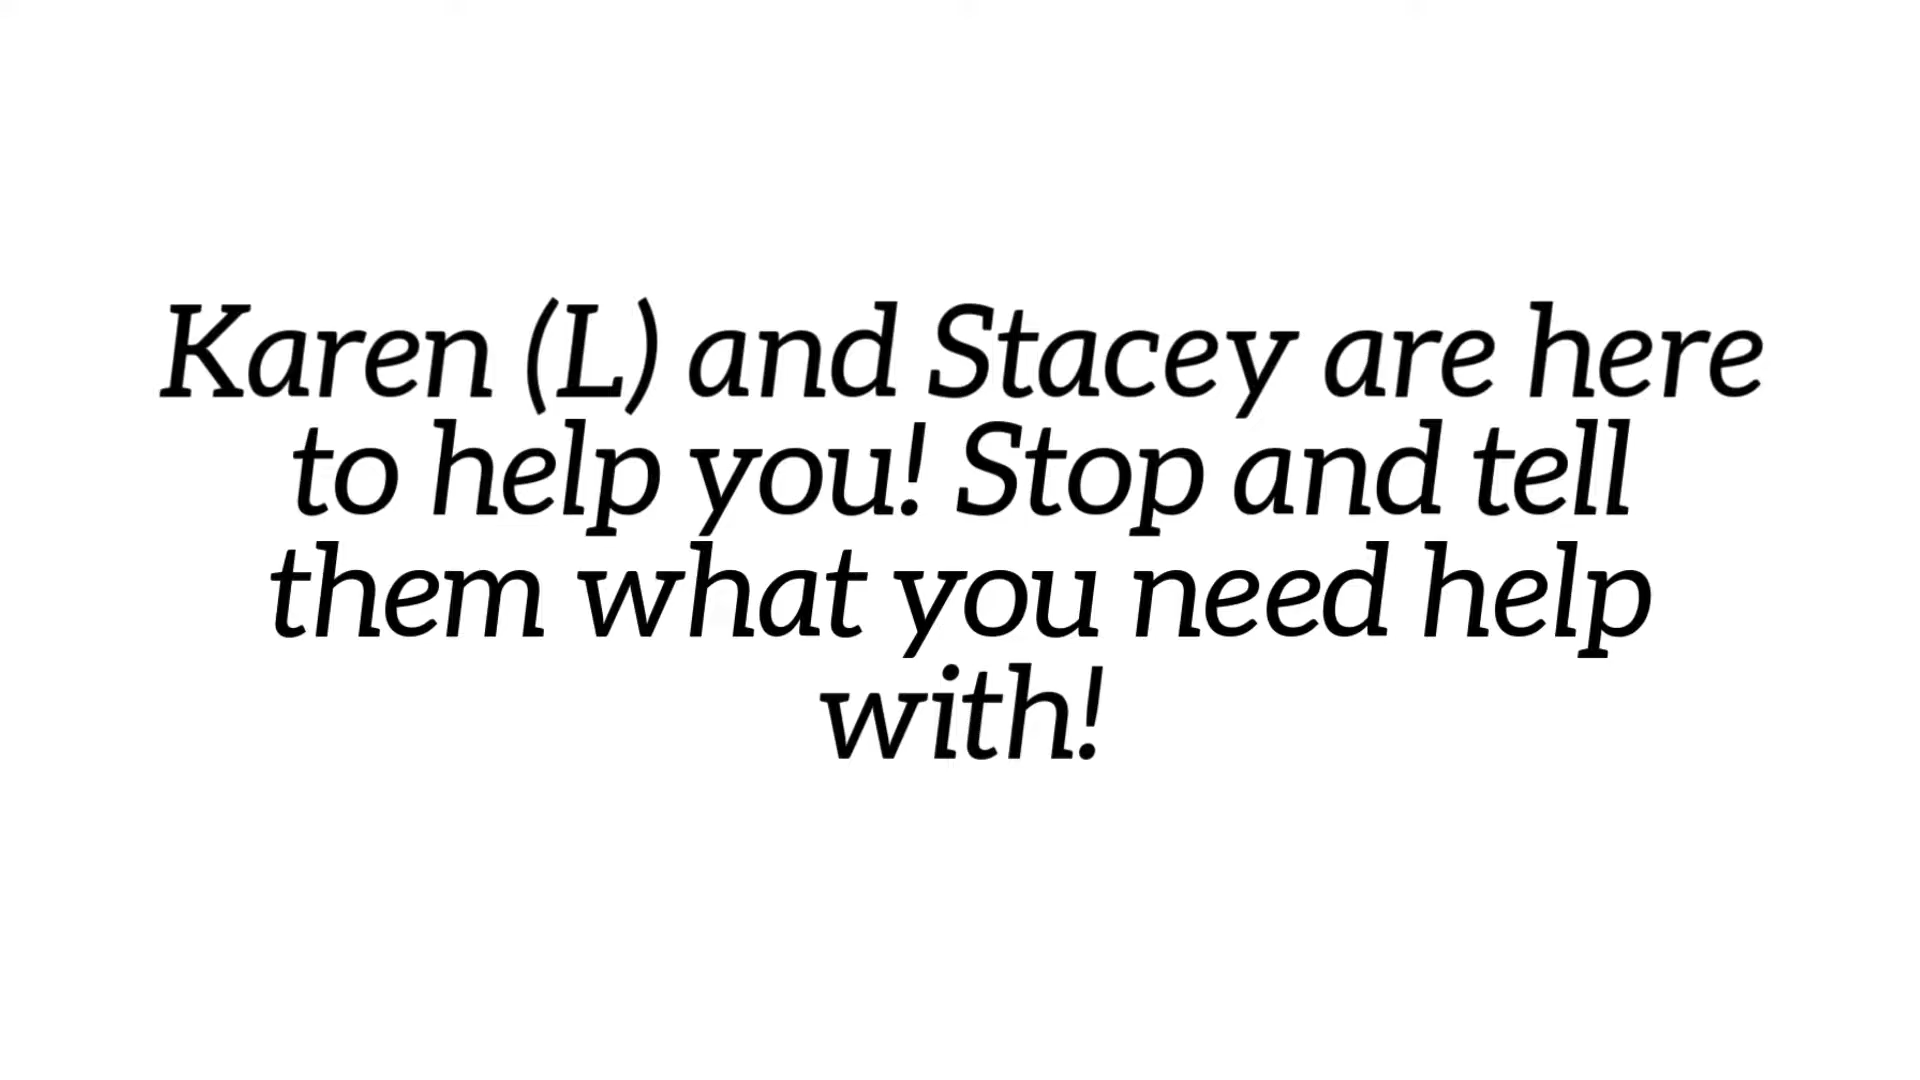 Karen (L) and Stacey are here
to help you! Stop and tell
them what you need help
with!